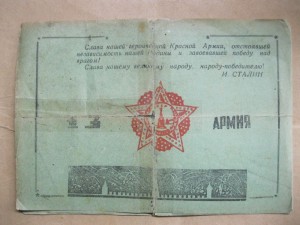 Слава нашей героической Красной Армии, отстоявшей
независимость нашей Родины и завоевавшей победу над
врагом!
Слава нашему великому народу, народу-победителю!
И. СТАЛИН
АРМИЯ